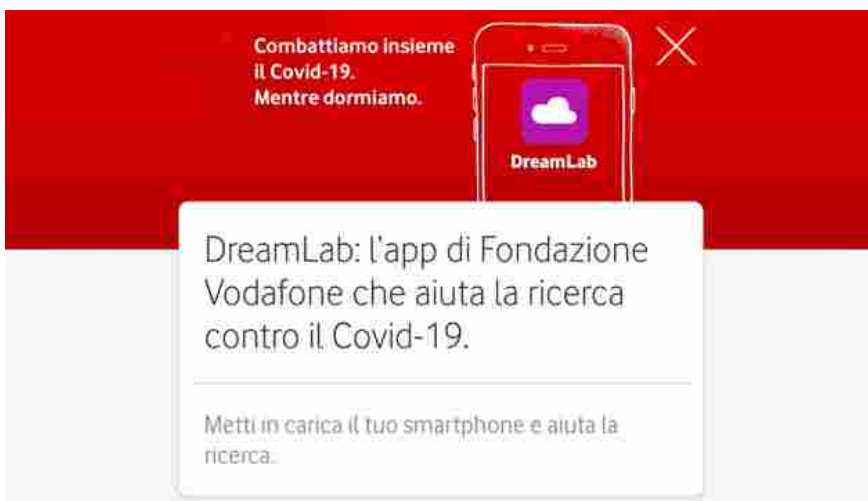 Combattiamo insieme
il Covid-19.
Mentre dormiamo.
DreamLab
DreamLab: l'app di Fondazione
Vodafone che aiuta la ricerca
contro il Covid-19.
Metti in carica il tuo smartphone e aiuta la
ricerca.